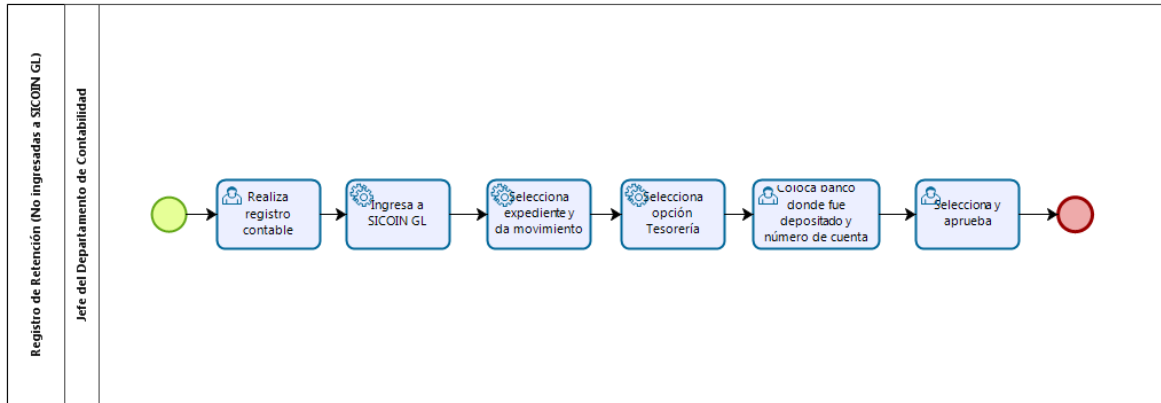 Registro de Retención (No ingresadas a SICOIN GL)
Jefe del Departamento de Contabilidad
Realiza
registro
contable
Ingresa a
SICOIN GL
Selecciona
expediente y
da movimiento
Selecciona
opción
Tesorería
Coloca banco
donde fue
depositado y
número de cuenta
Selecciona y
aprueba